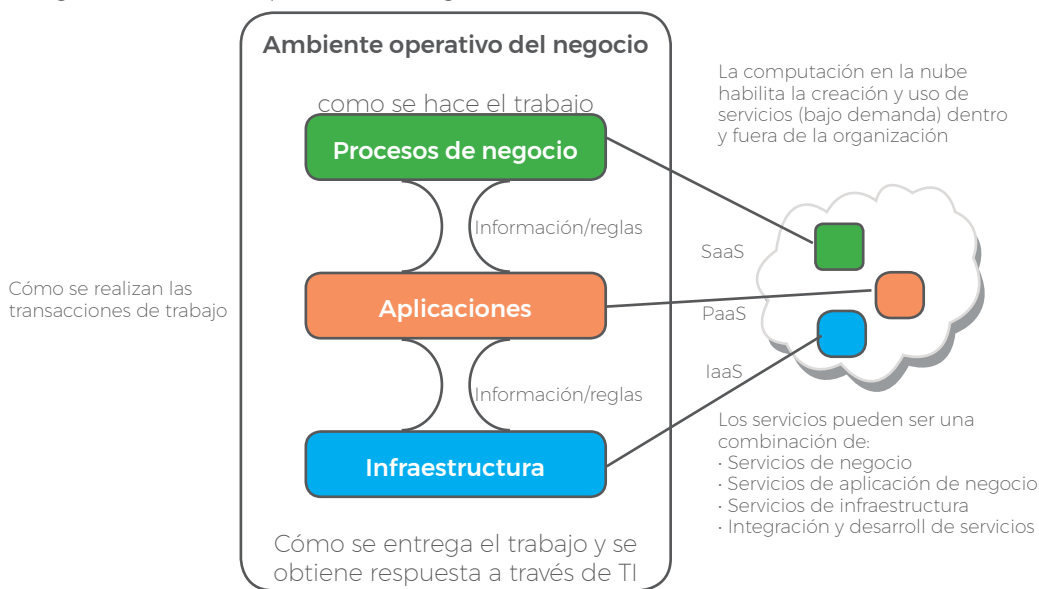 Ambiente operativo del negocio
como se hace el trabajo
Procesos de negocio
Información/reglas
Aplicaciones
Información/reglas
Infraestructura
Cómo se entrega el trabajo y se
obtiene respuesta a través de TI
Cómo se realizan las
transacciones de trabajo
La computación en la nube
habilita la creación y uso de
servicios (bajo demanda) dentro
y fuera de la organización
SaaS
PaaS
IaaS
Los servicios pueden ser una
combinación de:
• Servicios de negocio
• Servicios de aplicación de negocio
• Servicios de infraestructura
• Integración y desarroll de servicios